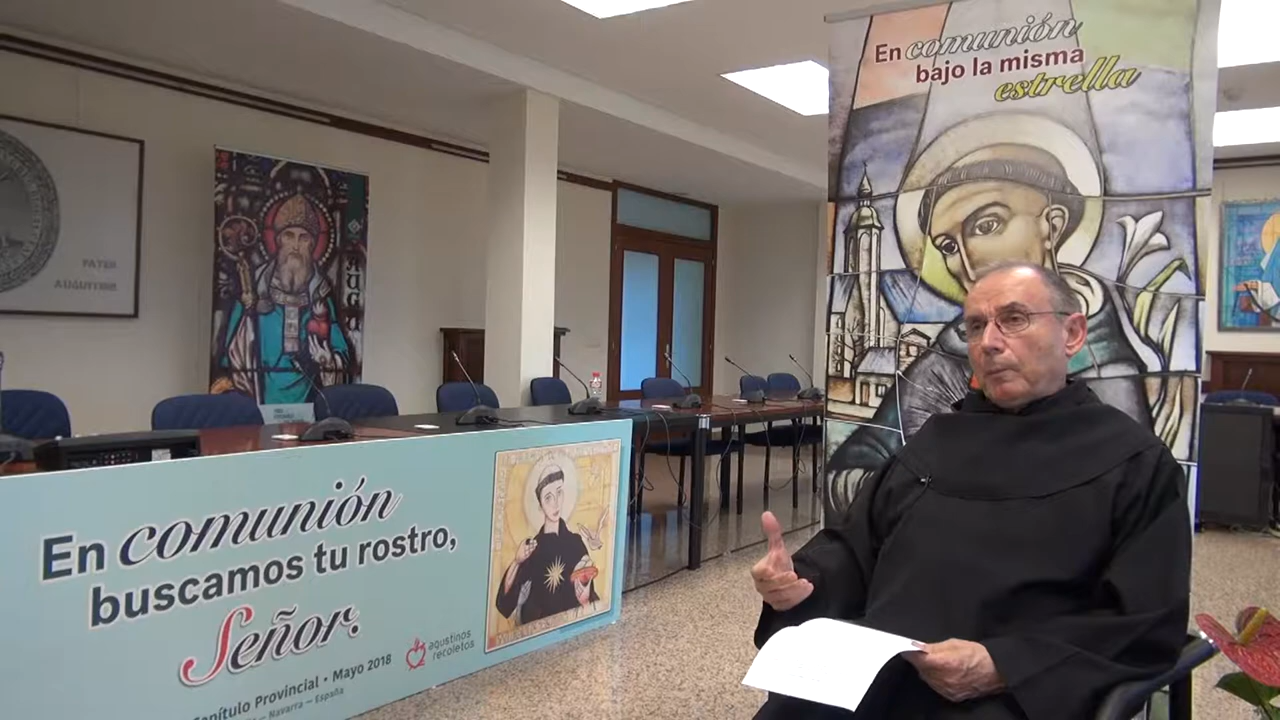 En comunión
bajo la misma
estrella
PATER
AUGUSTINUS
En comunión
buscamos tu rostro,
Señor.
agustinos
recoletos
Capítulo Provincial • Mayo 2018
– Navarra – España